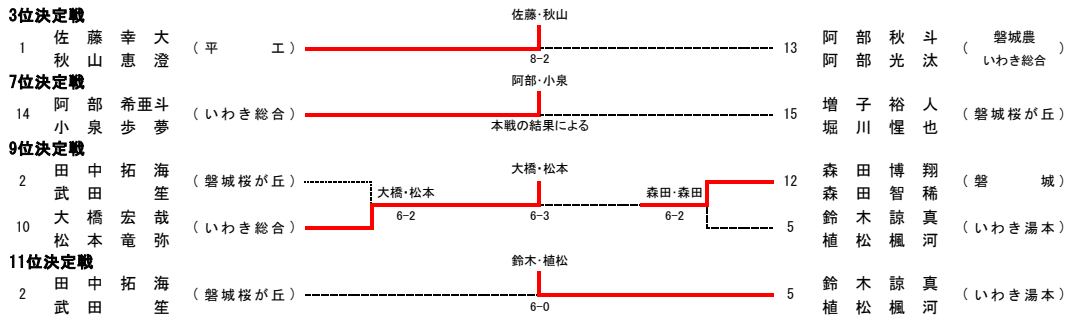 3位決定戦
佐藤・秋山
1 佐藤幸大 秋山恵澄 (平工) 8-2 13 阿部秋斗 阿部光汰 (磐城農 いわき総合)
7位決定戦
阿部・小泉
14 阿部希亜斗 小泉歩夢 (いわき総合) 本戦の結果による 15 増子裕人 堀川惺也 (磐城桜が丘)
9位決定戦
大橋・松本
2 田中拓海 武田笙 (磐城桜が丘) 12 森田博翔 森田智稀 (磐城)
大橋・松本 森田・森田
6-2 6-3 6-2
10 大橋宏哉 松本竜弥 (いわき総合) 5 鈴木諒真 植松楓河 (いわき湯本)
11位決定戦
鈴木・植松
2 田中拓海 武田笙 (磐城桜が丘) 6-0 5 鈴木諒真 植松楓河 (いわき湯本)